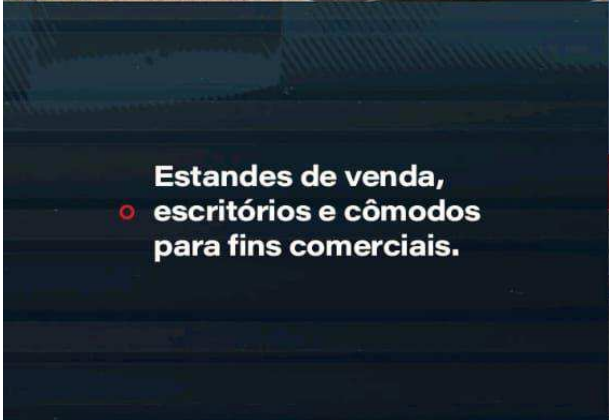 Estandes de venda,
escritórios e cômodos
para fins comerciais.